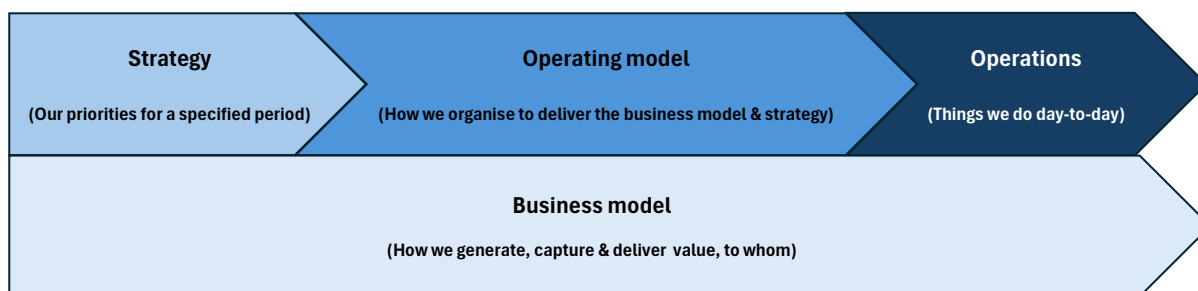 Strategy
(Our priorities for a specified period)
Operating model
(How we organise to deliver the business model & strategy)
Operations
(Things we do day-to-day)
Business model
(How we generate, capture & deliver  value, to whom)